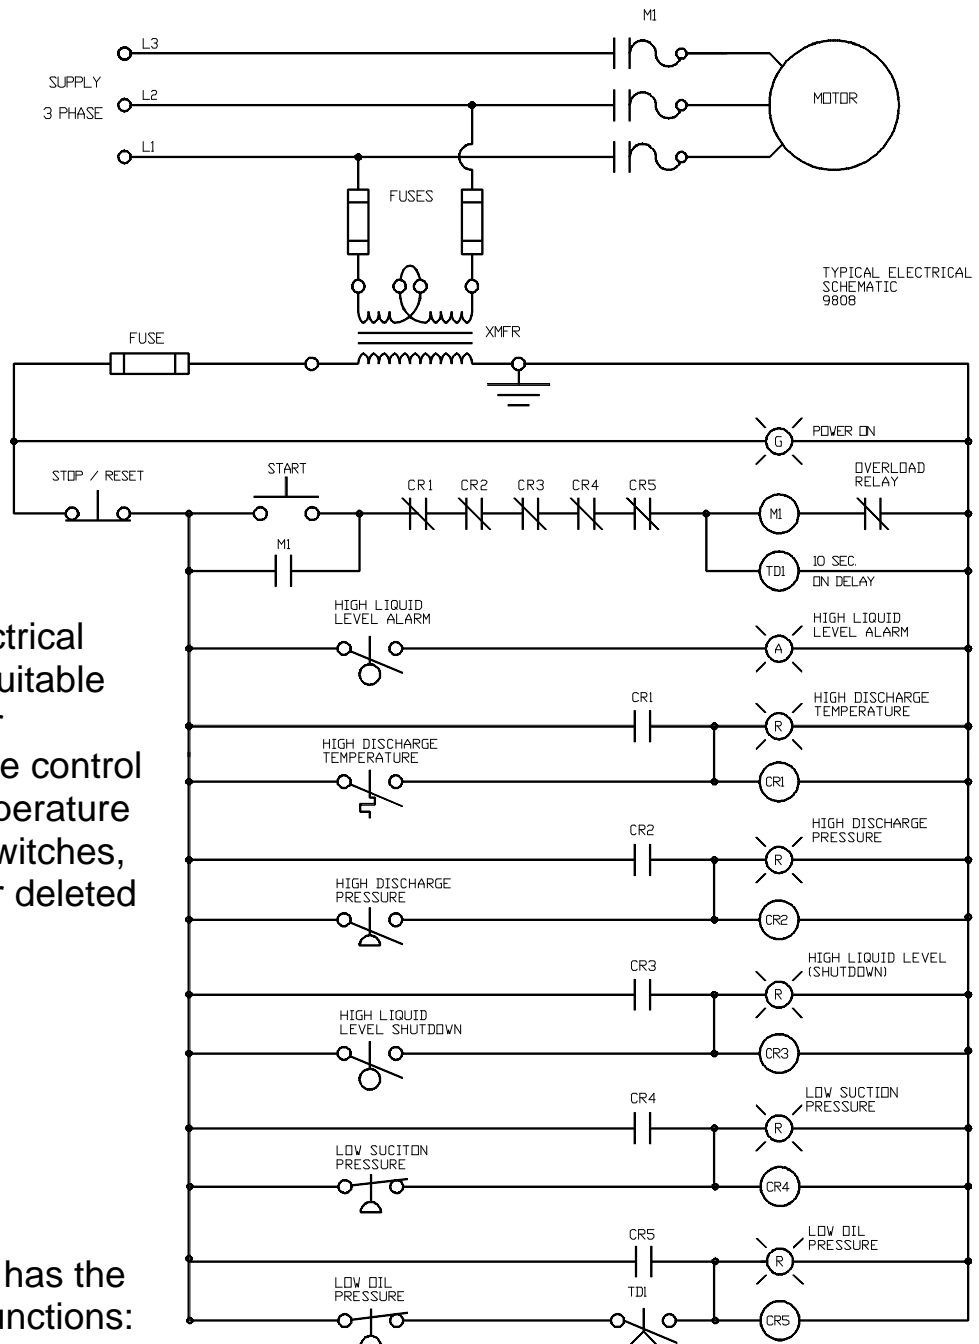 M1
L3
SUPPLY
L2
MOTOR
3 PHASE
L1
FUSES
TYPICAL ELECTRICAL
SCHEMATIC
9808
XMFR
FUSE
G
POWER ON
STOP / RESET
START
CR1
CR2
CR3
CR4
CR5
OVERLOAD
RELAY
M1
M1
TD1
10 SEC.
ON DELAY
HIGH LIQUID
LEVEL ALARM
A
HIGH LIQUID
LEVEL ALARM
ctrical
uitable
r
e control
perature
witches,
r deleted
CR1
R
HIGH DISCHARGE
TEMPERATURE
HIGH DISCHARGE
TEMPERATURE
CR1
CR2
R
HIGH DISCHARGE
PRESSURE
HIGH DISCHARGE
PRESSURE
CR2
CR3
R
HIGH LIQUID LEVEL
(SHUTDOWN)
HIGH LIQUID
LEVEL SHUTDOWN
CR3
CR4
R
LOW SUCTION
PRESSURE
LOW SUCITON
PRESSURE
CR4
CR5
R
LOW OIL
PRESSURE
has the
unctions:
LOW OIL
PRESSURE
TD1
CR5